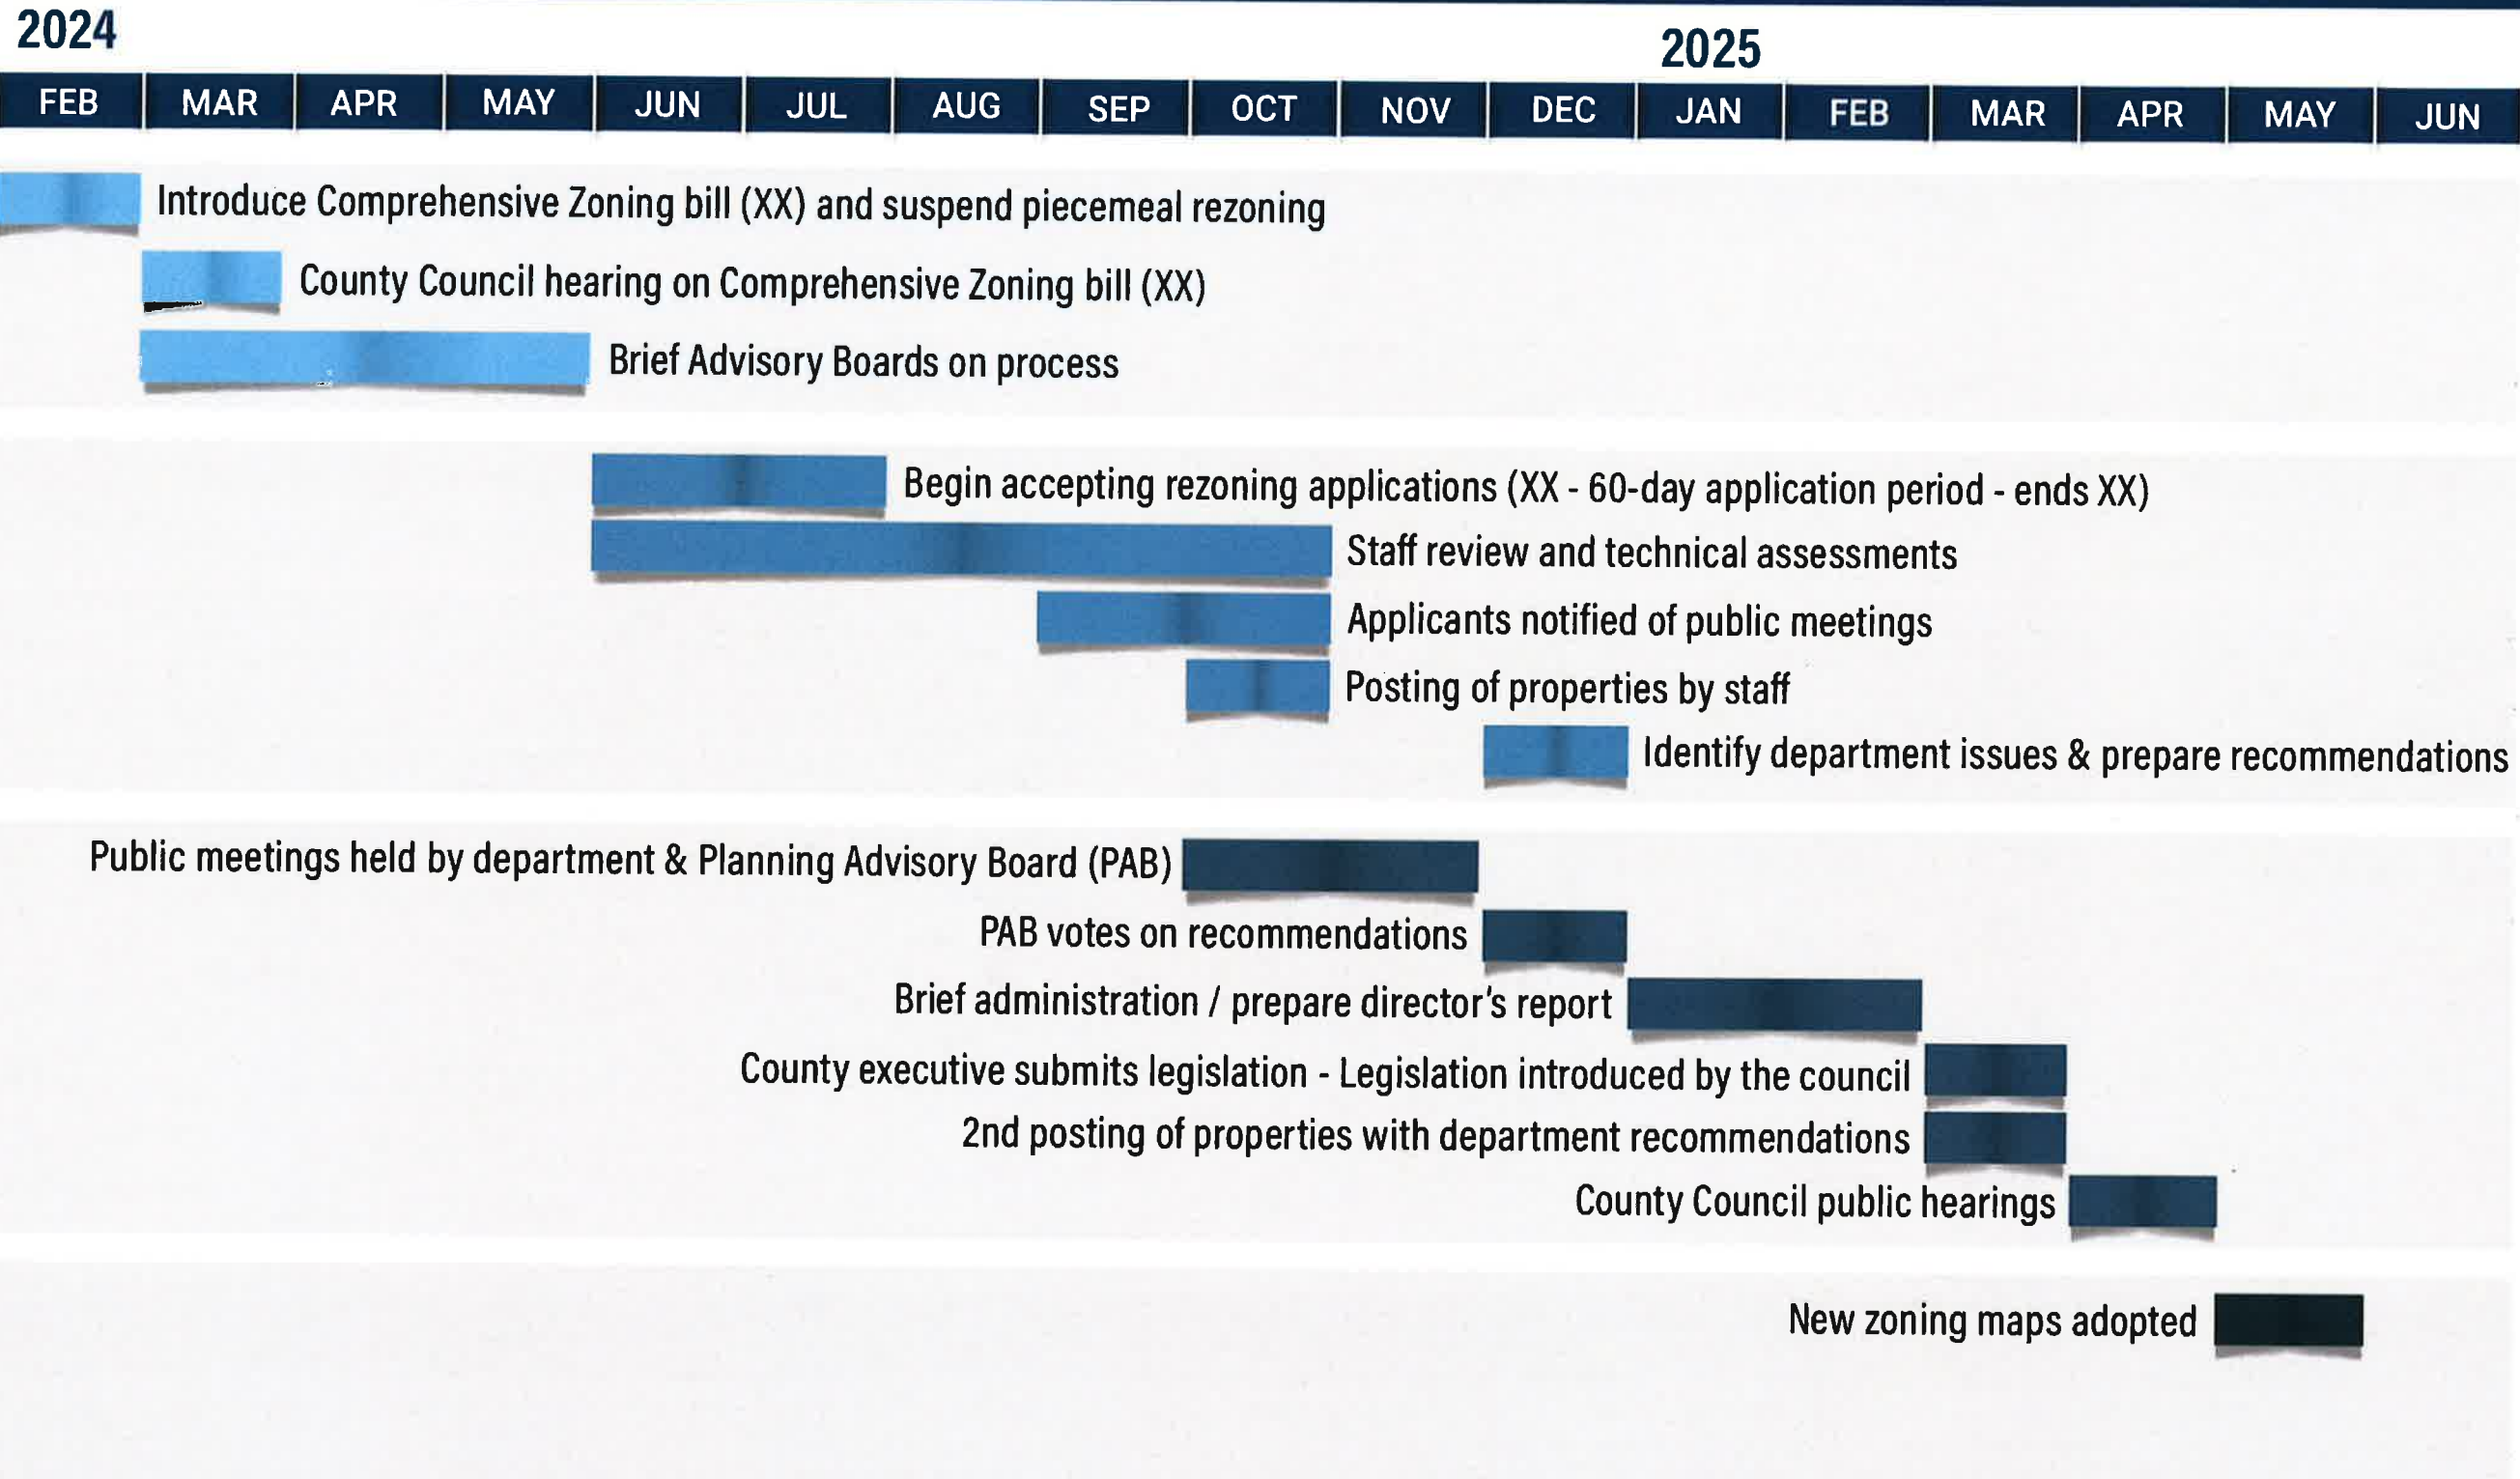 2024
2025
FEB MAR APR MAY JUN JUL AUG SEP OCT NOV DEC JAN FEB MAR APR MAY JUN
Introduce Comprehensive Zoning bill (XX) and suspend piecemeal rezoning
County Council hearing on Comprehensive Zoning bill (XX)
Brief Advisory Boards on process
Begin accepting rezoning applications (XX - 60-day application period - ends XX)
Staff review and technical assessments
Applicants notified of public meetings
Posting of properties by staff
Identify department issues & prepare recommendations
Public meetings held by department & Planning Advisory Board (PAB)
PAB votes on recommendations
Brief administration / prepare director's report
County executive submits legislation - Legislation introduced by the council
2nd posting of properties with department recommendations
County Council public hearings
New zoning maps adopted